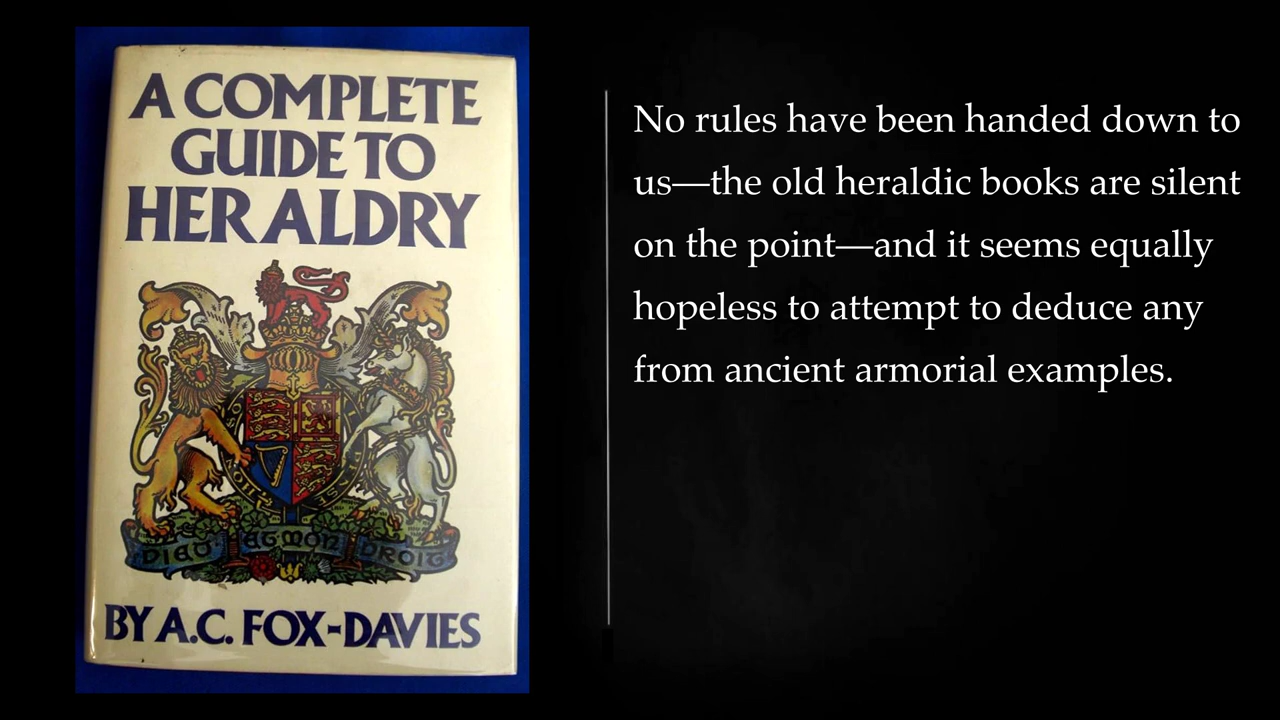 A COMPLETE
GUIDE TO
HERALDRY
DIEU ET MON DROIT
BY A.C. FOX-DAVIES
No rules have been handed down to
us—the old heraldic books are silent
on the point—and it seems equally
hopeless to attempt to deduce any
from ancient armorial examples.